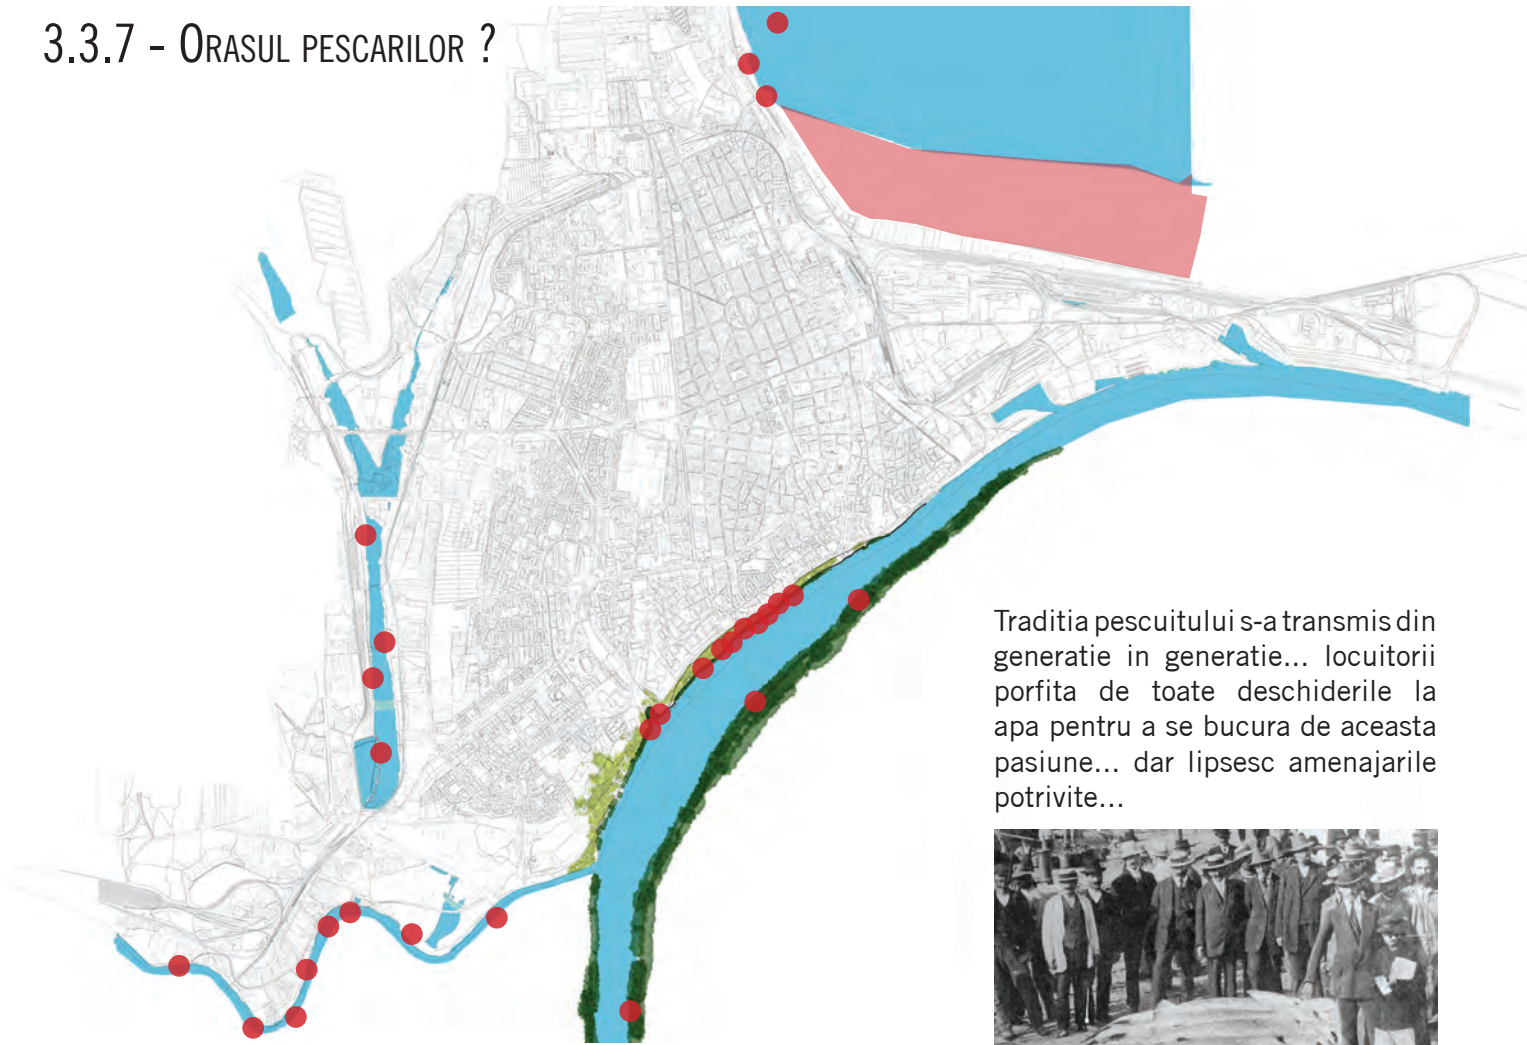 3.3.7 - ORASUL PESCARILOR ?
Traditia pescuitului s-a transmis din
generatie in generatie... locuitorii
porfita de toate deschiderile la
apa pentru a se bucura de aceasta
pasiune... dar lipsesc amenajarile
potrivite...